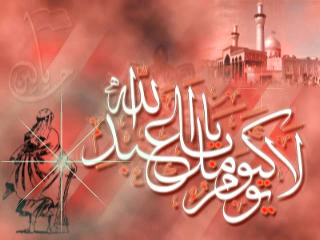 لا يوم كيومك يا ابا عبد الله